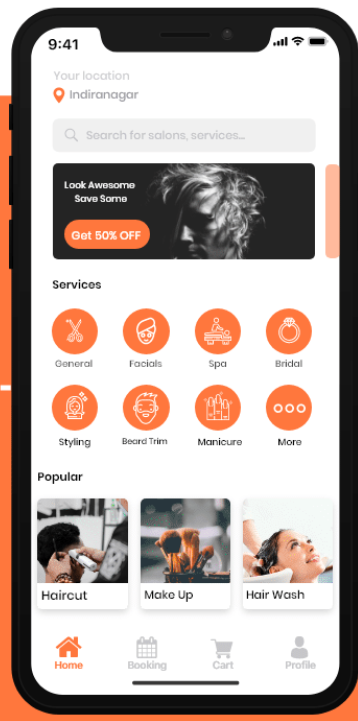 9:41
Your location
Indiranagar
Search for salons, services...
Look Awesome
Save Some
Get 50% OFF
Services
General Facials Spa Bridal
Styling Beard Trim Manicure More
Popular
Haircut Make Up Hair Wash
Home Booking Cart Profile